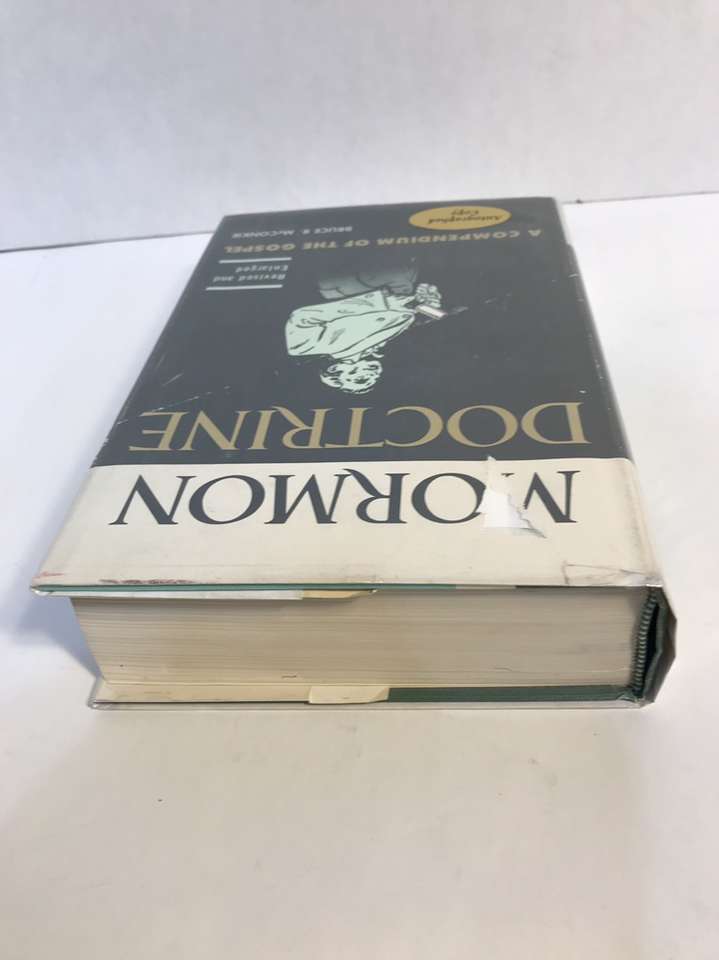 MORMON
DOCTRINE
Revised and
Enlarged
A COMPENDIUM OF THE GOSPEL
BRUCE R. McCONKIE
Autographed
Copy